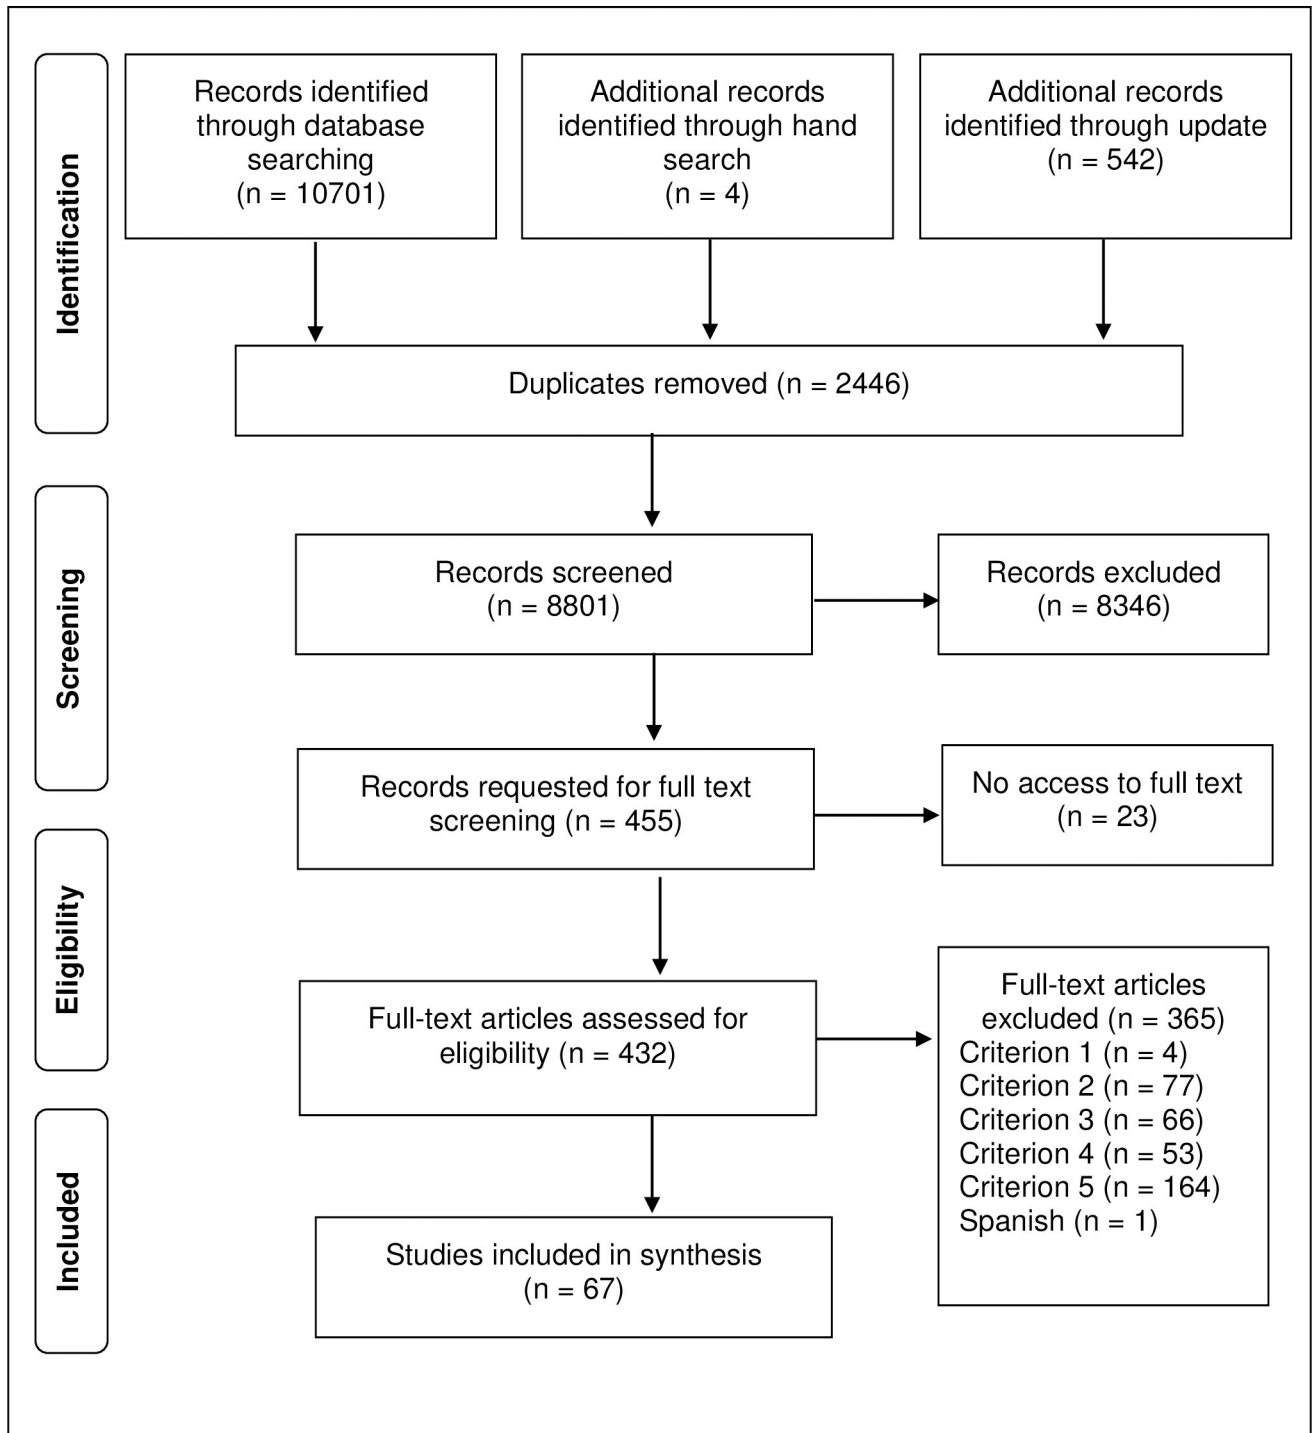 Identification
Records identified
through database
searching
(n = 10701)
Additional records
identified through hand
search
(n = 4)
Additional records
identified through update
(n = 542)
Duplicates removed (n = 2446)
Screening
Records screened
(n = 8801)
Records excluded
(n = 8346)
Records requested for full text
screening (n = 455)
No access to full text
(n = 23)
Eligibility
Full-text articles assessed for
eligibility (n = 432)
Full-text articles
excluded (n = 365)
Criterion 1 (n = 4)
Criterion 2 (n = 77)
Criterion 3 (n = 66)
Criterion 4 (n = 53)
Criterion 5 (n = 164)
Spanish (n = 1)
Included
Studies included in synthesis
(n = 67)